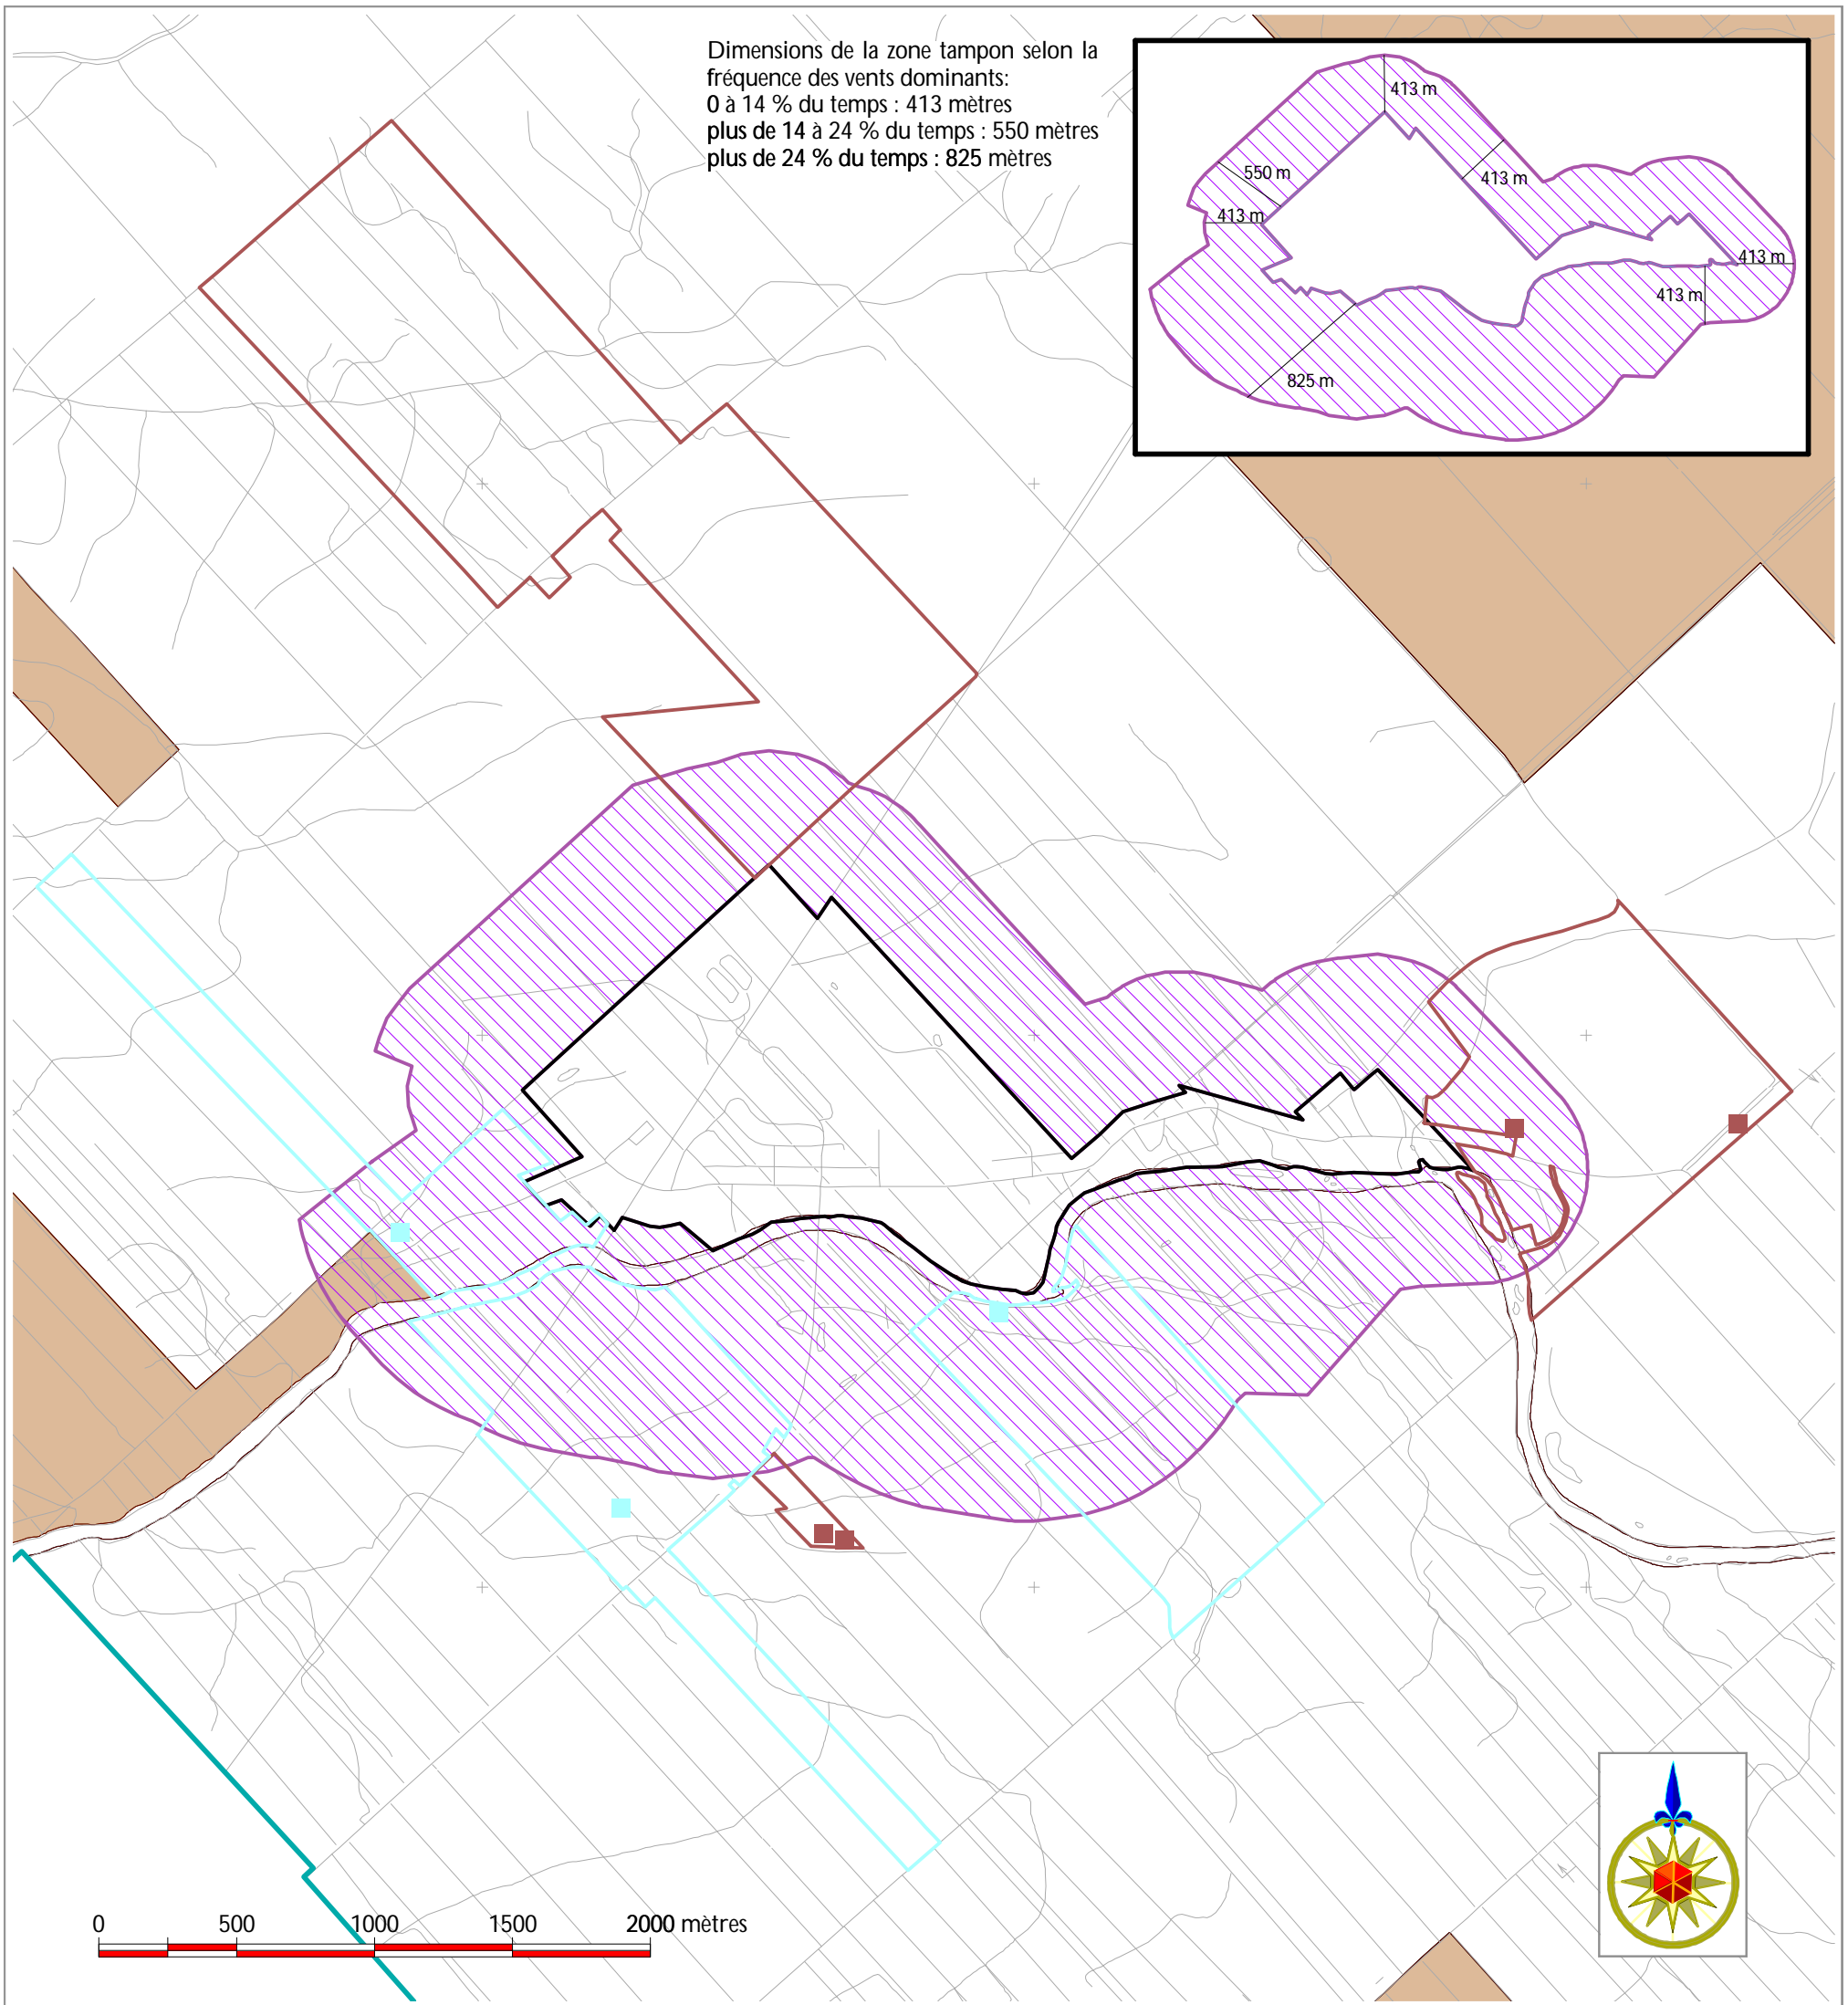 Dimensions de la zone tampon selon la
fréquence des vents dominants:
0 à 14 % du temps : 413 mètres
plus de 14 à 24 % du temps : 550 mètres
plus de 24 % du temps : 825 mètres
413 m
413 m
550 m
413 m
413 m
413 m
825 m
0 500 1000 1500 2000 mètres